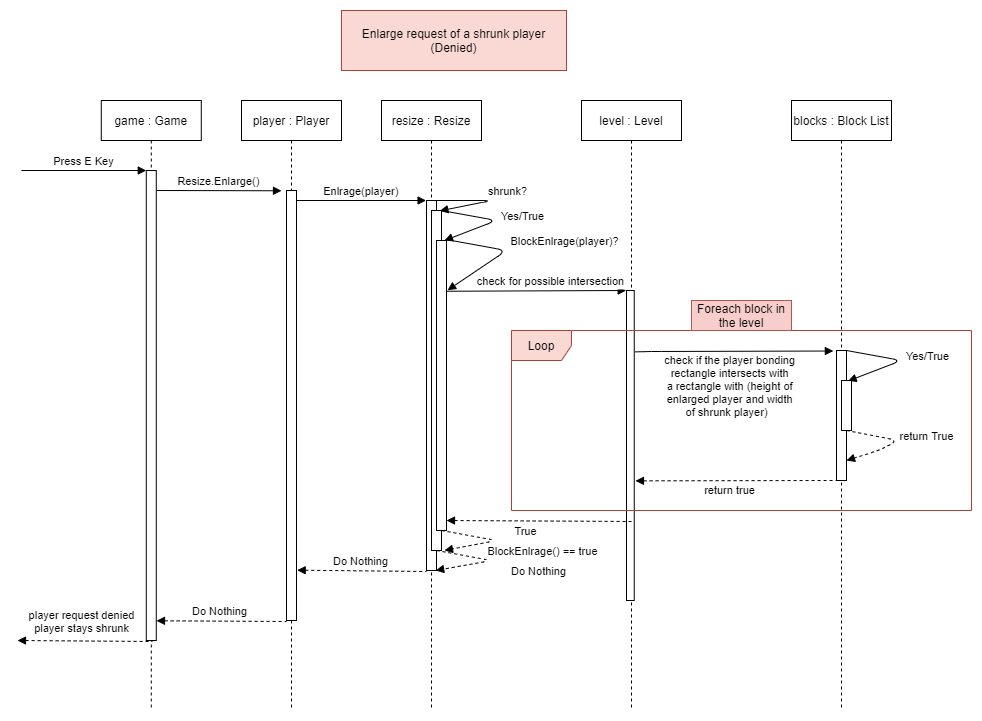 Enlarge request of a shrunk player
(Denied)
game : Game
player : Player
resize : Resize
level : Level
blocks : Block List
Press E Key
Resize.Enlarge()
Enlrage(player)
shrunk?
Yes/True
BlockEnlrage(player)?
check for possible intersection
Foreach block in
the level
Loop
check if the player bonding
rectangle intersects with
a rectangle with (height of
enlarged player and width
of shrunk player)
Yes/True
return True
return true
True
BlockEnlrage() == true
Do Nothing
Do Nothing
Do Nothing
player request denied
player stays shrunk